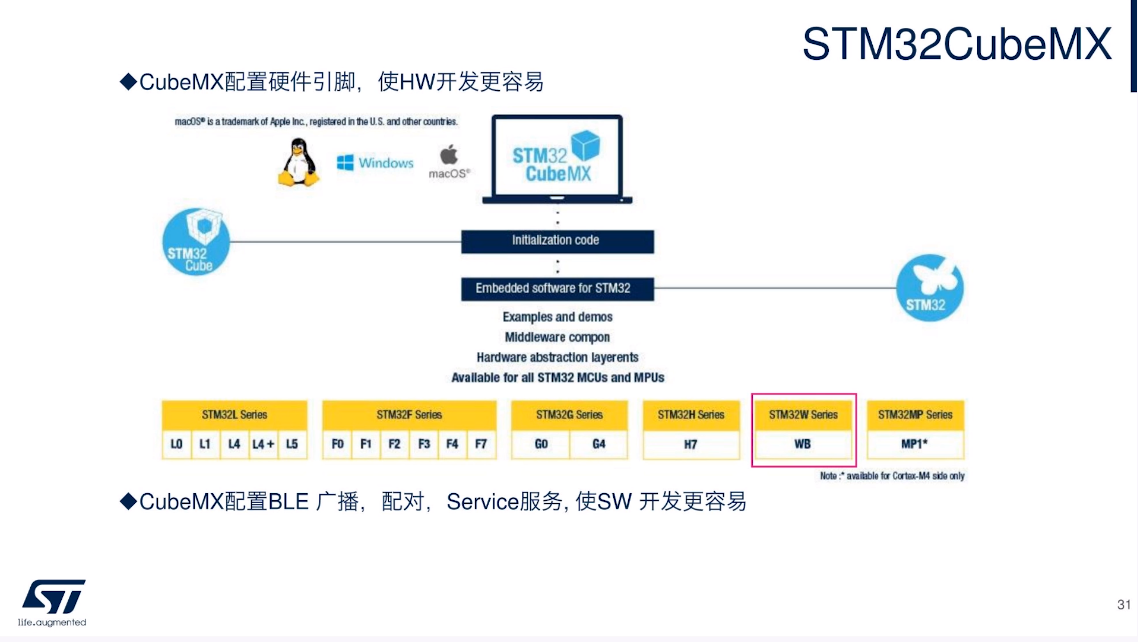 STM32CubeMX
◆CubeMX配置硬件引脚，使HW开发更容易
macOS® is a trademark of Apple Inc., registered in the U.S. and other countries.
Windows
macOS®
STM32
CubeMX
STM32
Cube
Initialization code
Embedded software for STM32
STM32
Examples and demos
Middleware compon
Hardware abstraction layerents
Available for all STM32 MCUs and MPUs
STM32L Series STM32F Series STM32G Series STM32H Series STM32W Series STM32MP Series
L0 L1 L4 L4+ L5 F0 F1 F2 F3 F4 F7 G0 G4 H7 WB MP1*
Note :* available for Cortex-M4 side only
◆CubeMX配置BLE 广播，配对，Service服务, 使SW 开发更容易
ST
life.augmented
31